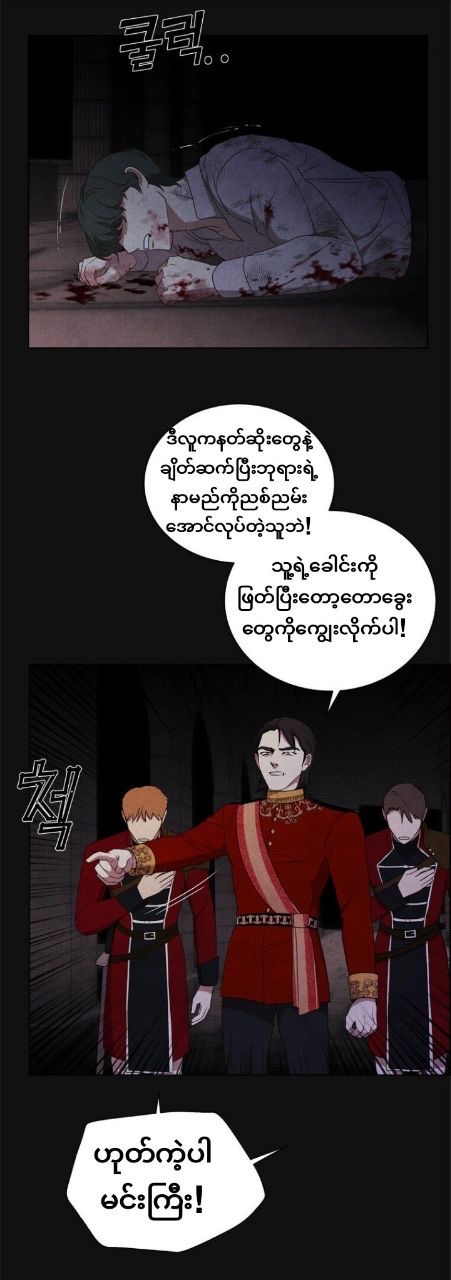 쿨럭..
ဒီလူကနတ်ဆိုးတွေနဲ့
ချိတ်ဆက်ပြီးဘုရားရဲ့
နာမည်ကိုညစ်ညမ်း
အောင်လုပ်တဲ့သူဘဲ!
သူ့ရဲ့ခေါင်းကို
ဖြတ်ပြီးတော့တောခွေး
တွေကိုကျွေးလိုက်ပါ!
척
ဟုတ်ကဲ့ပါ
မင်းကြီး!